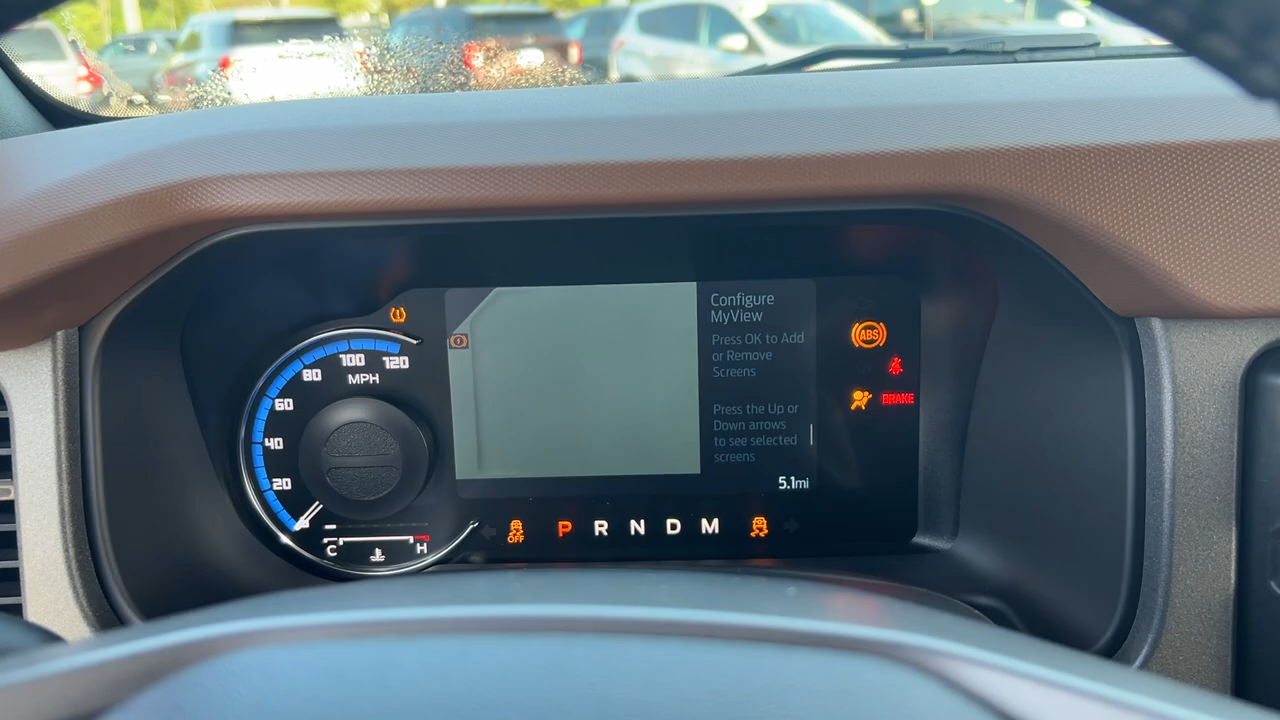 120
100
80
MPH
60
40
20
C
H
Configure
MyView
Press OK to Add
or Remove
Screens
Press the Up or
Down arrows
to see selected
screens
5.1mi
ABS
BRAKE
OFF
P R N D M